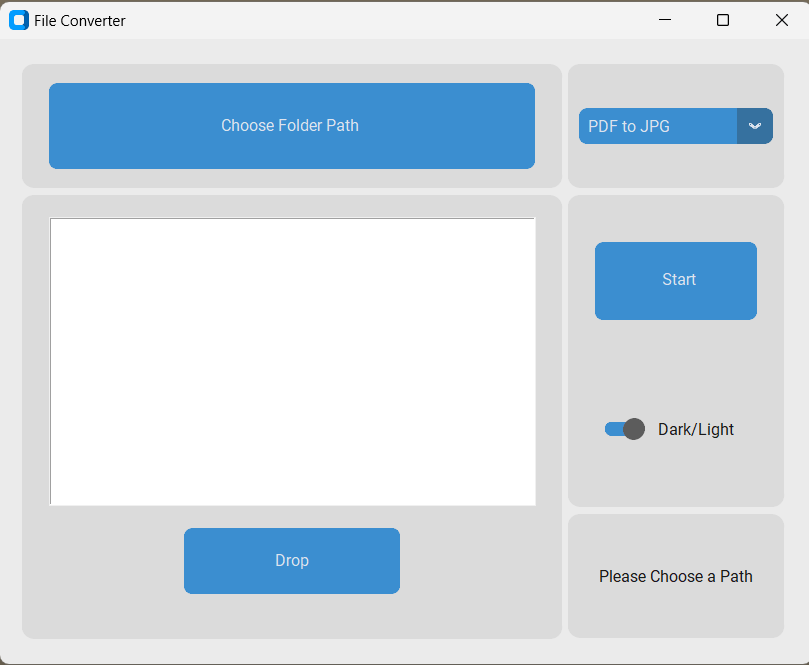 File Converter
Choose Folder Path
PDF to JPG
Start
Dark/Light
Drop
Please Choose a Path